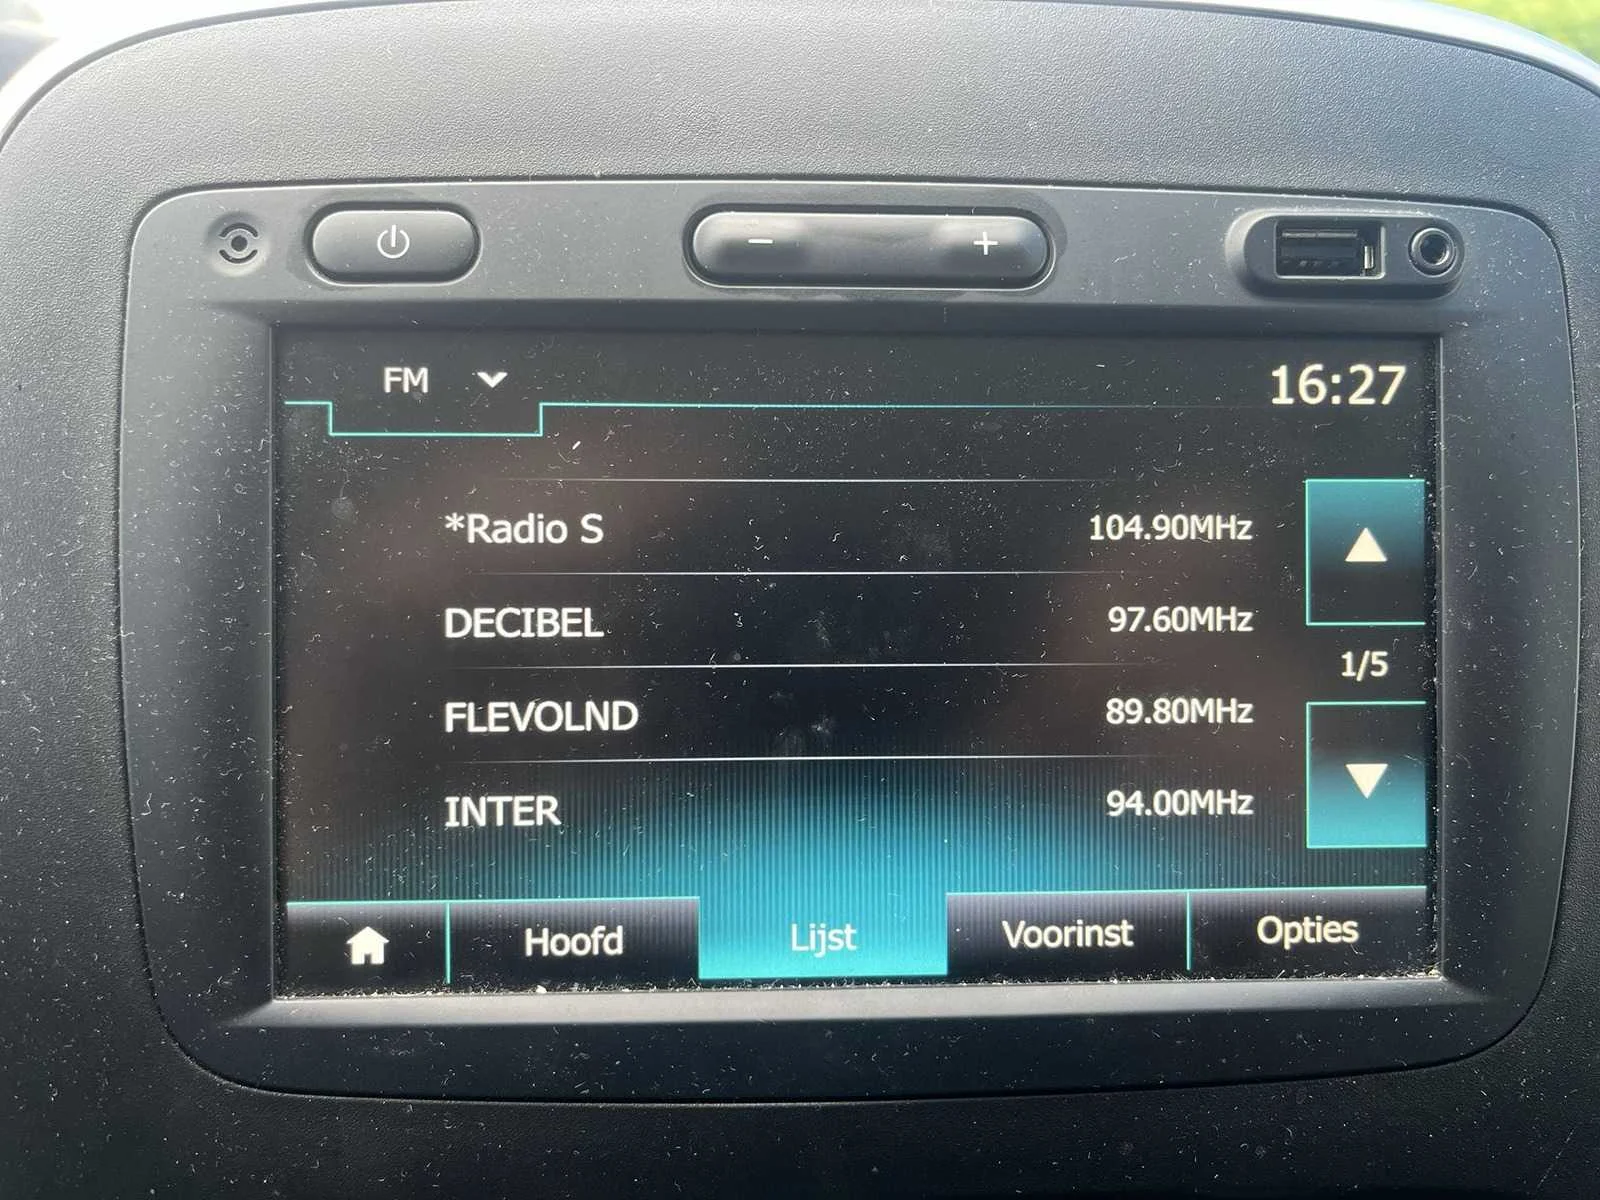 FM 16:27
*Radio S 104.90MHz
DECIBEL 97.60MHz
FLEVOLND 89.80MHz
1/5
INTER 94.00MHz
Hoofd Lijst Voorinst Opties